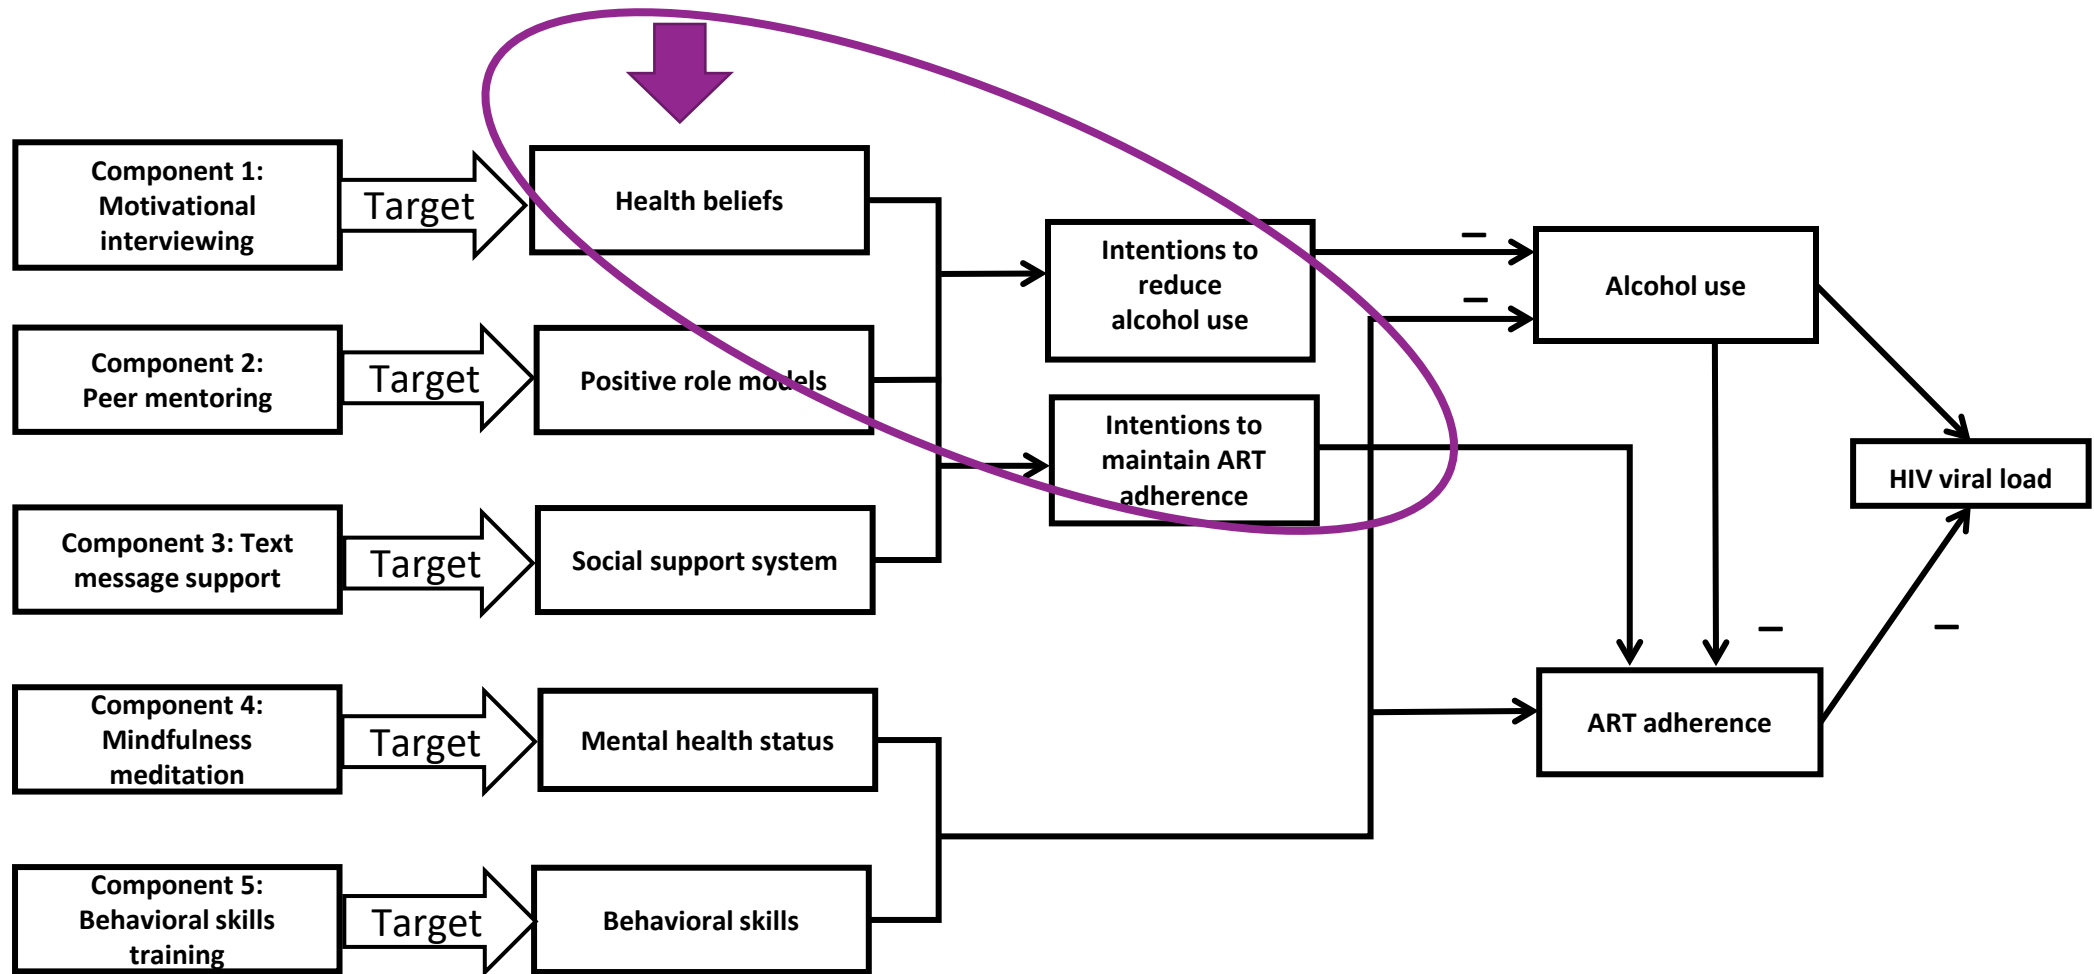 Component 1:
Motivational
interviewing
Target
Health beliefs
Component 2:
Peer mentoring
Target
Positive role models
Component 3: Text
message support
Target
Social support system
Component 4:
Mindfulness
meditation
Target
Mental health status
Component 5:
Behavioral skills
training
Target
Behavioral skills
Intentions to
reduce
alcohol use
Intentions to
maintain ART
adherence
–
–
Alcohol use
–
ART adherence
–
HIV viral load